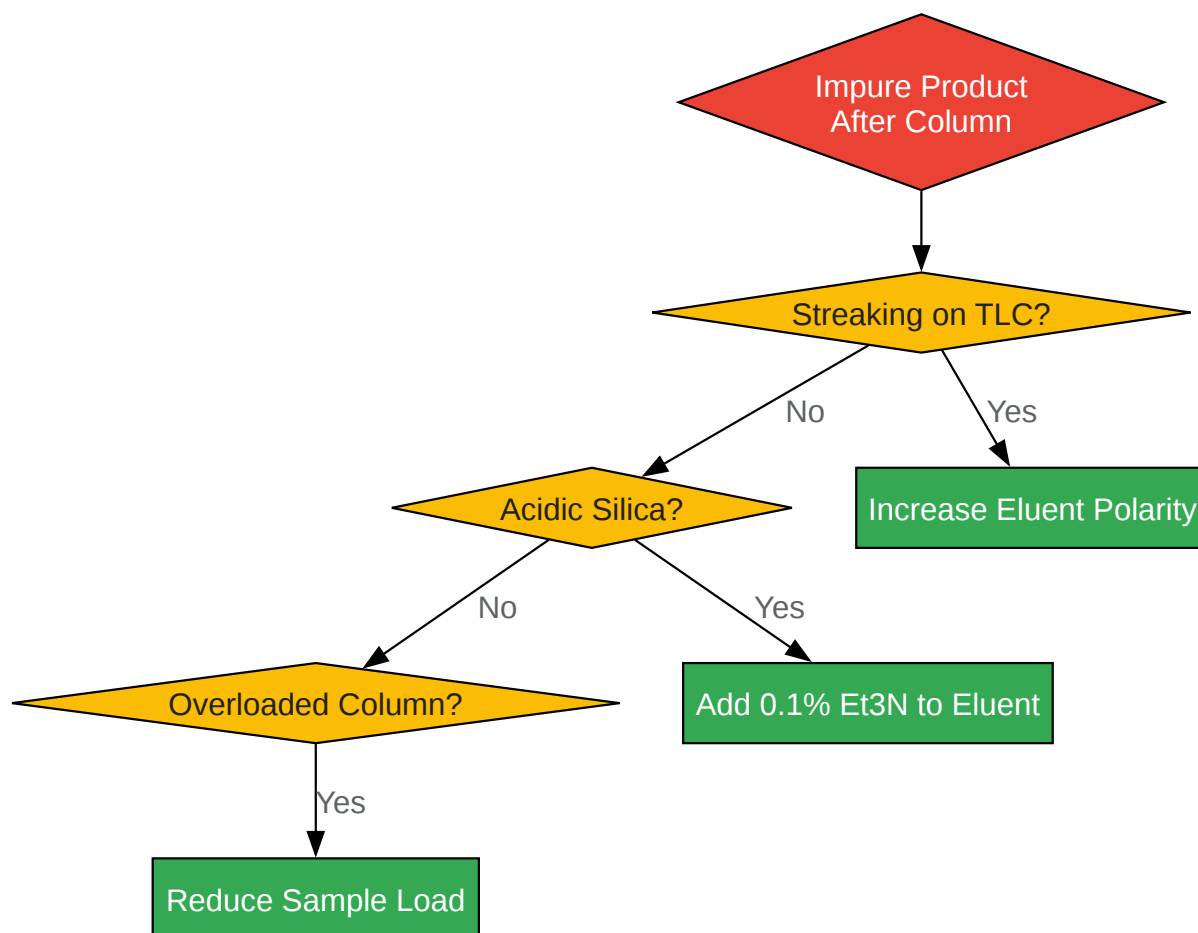 Impure Product
After Column
Streaking on TLC?
No
Yes
Acidic Silica?
Increase Eluent Polarity
No
Yes
Overloaded Column?
Add 0.1% Et3N to Eluent
Yes
Reduce Sample Load